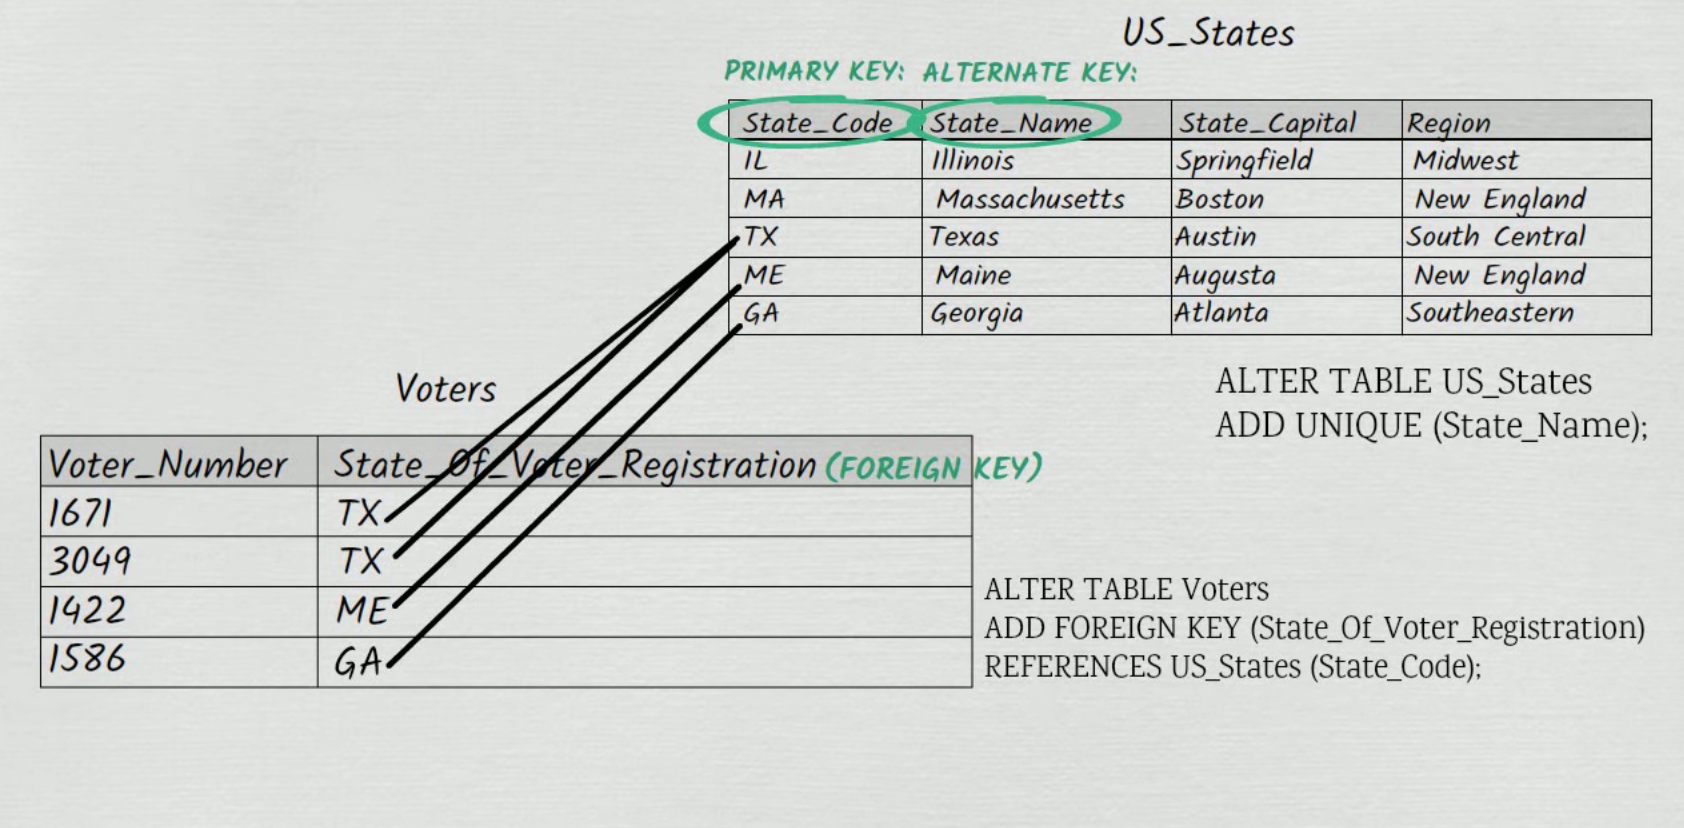 US_States
PRIMARY KEY: ALTERNATE KEY:
State_Code State_Name State_Capital Region
IL Illinois Springfield Midwest
MA Massachusetts Boston New England
TX Texas Austin South Central
ME Maine Augusta New England
GA Georgia Atlanta Southeastern
ALTER TABLE US_States
ADD UNIQUE (State_Name);
Voters
Voter_Number State_Of_Voter_Registration (FOREIGN KEY)
1671 TX
3049 TX
1422 ME
1586 GA
ALTER TABLE Voters
ADD FOREIGN KEY (State_Of_Voter_Registration)
REFERENCES US_States (State_Code);